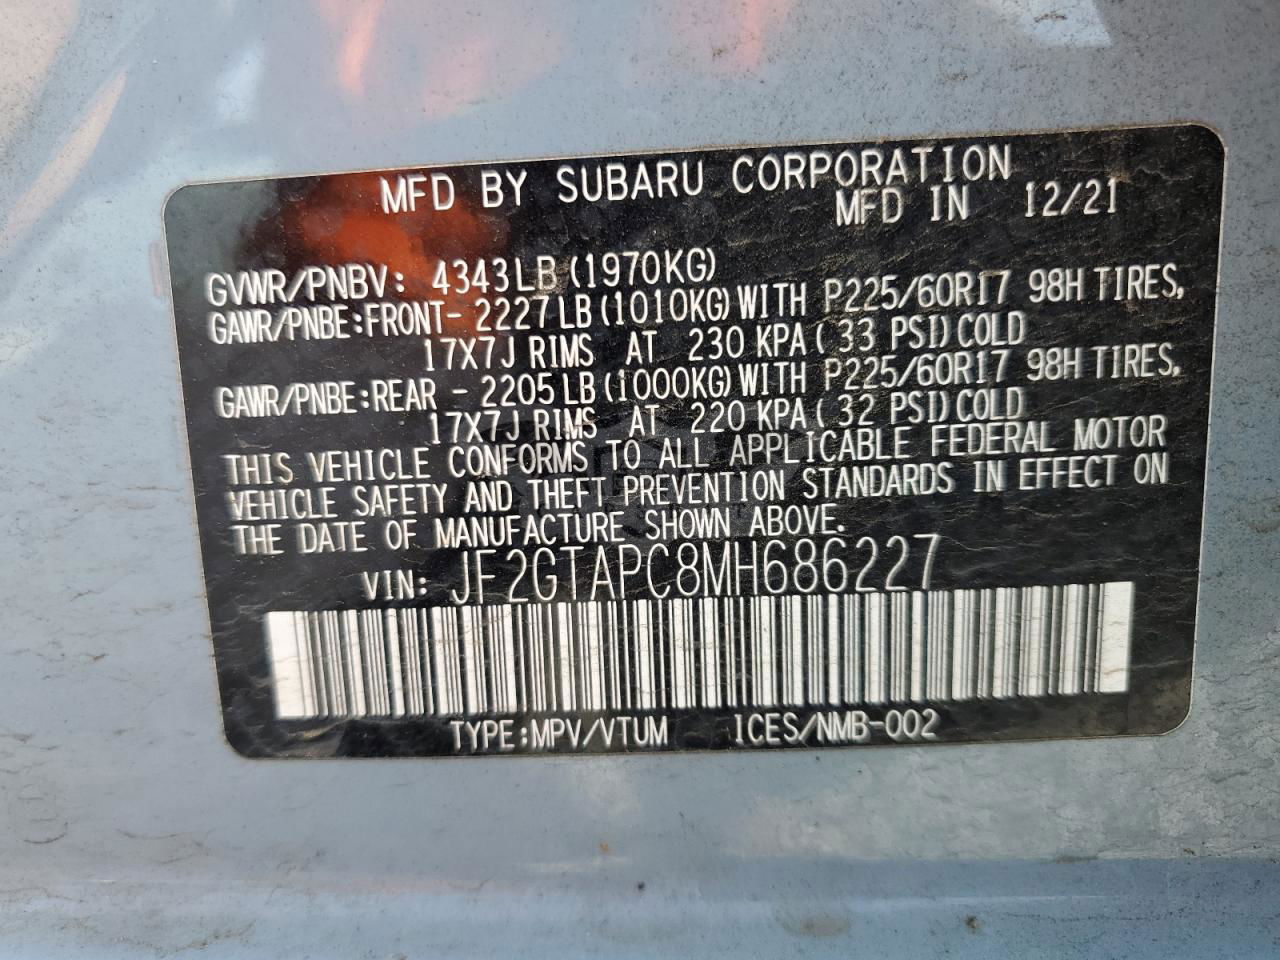 MFD BY SUBARU CORPORATION
MFD IN 12/21
GVWR/PNBV: 4343LB (1970KG)
GAWR/PNBE:FRONT- 2227LB (1010KG) WITH P225/60R17 98H TIRES,
17X7J RIMS AT 230 KPA ( 33 PSI) COLD
GAWR/PNBE:REAR - 2205LB (1000KG) WITH P225/60R17 98H TIRES,
17X7J RIMS AT 220 KPA ( 32 PSI) COLD
THIS VEHICLE CONFORMS TO ALL APPLICABLE FEDERAL MOTOR
VEHICLE SAFETY AND THEFT PREVENTION STANDARDS IN EFFECT ON
THE DATE OF MANUFACTURE SHOWN ABOVE.
VIN: JF2GTAPC8MH686227
TYPE:MPV/VTUM ICES/NMB-002